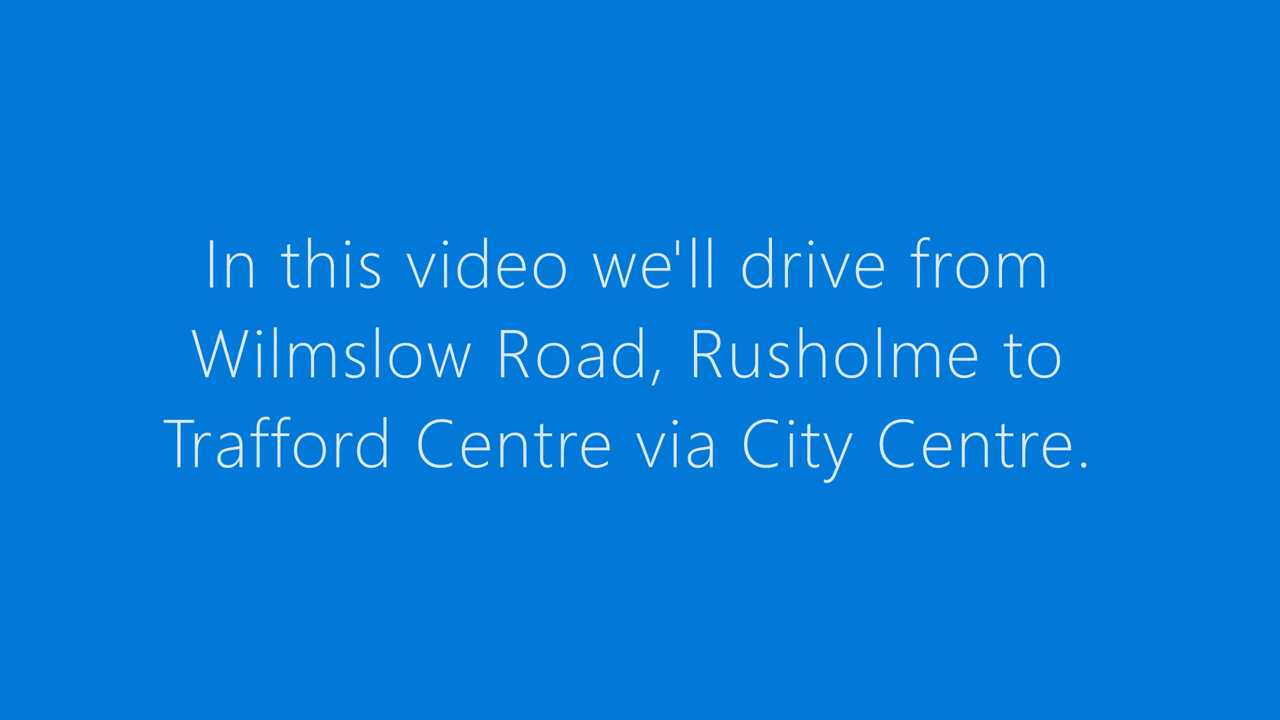 In this video we'll drive from
Wilmslow Road, Rusholme to
Trafford Centre via City Centre.